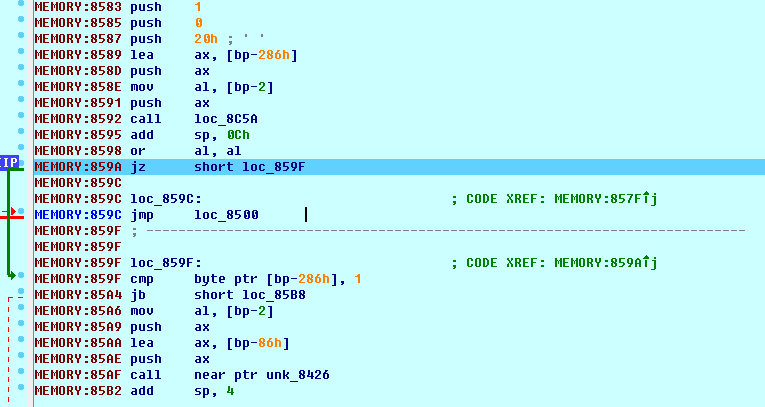 MEMORY:8583 push 1
MEMORY:8585 push 0
MEMORY:8587 push 20h ; ' '
MEMORY:8589 lea ax, [bp-286h]
MEMORY:858D push ax
MEMORY:858E mov al, [bp-2]
MEMORY:8591 push ax
MEMORY:8592 call loc_8C5A
MEMORY:8595 add sp, 0Ch
MEMORY:8598 or al, al
IP MEMORY:859A jz short loc_859F
MEMORY:859C
MEMORY:859C loc_859C: ; CODE XREF: MEMORY:857F↑j
MEMORY:859C jmp loc_8500
MEMORY:859F ; ---------------------------------------------------------------------------
MEMORY:859F
MEMORY:859F loc_859F: ; CODE XREF: MEMORY:859A↑j
MEMORY:859F cmp byte ptr [bp-286h], 1
MEMORY:85A4 jb short loc_85B8
MEMORY:85A6 mov al, [bp-2]
MEMORY:85A9 push ax
MEMORY:85AA lea ax, [bp-86h]
MEMORY:85AE push ax
MEMORY:85AF call near ptr unk_8426
MEMORY:85B2 add sp, 4